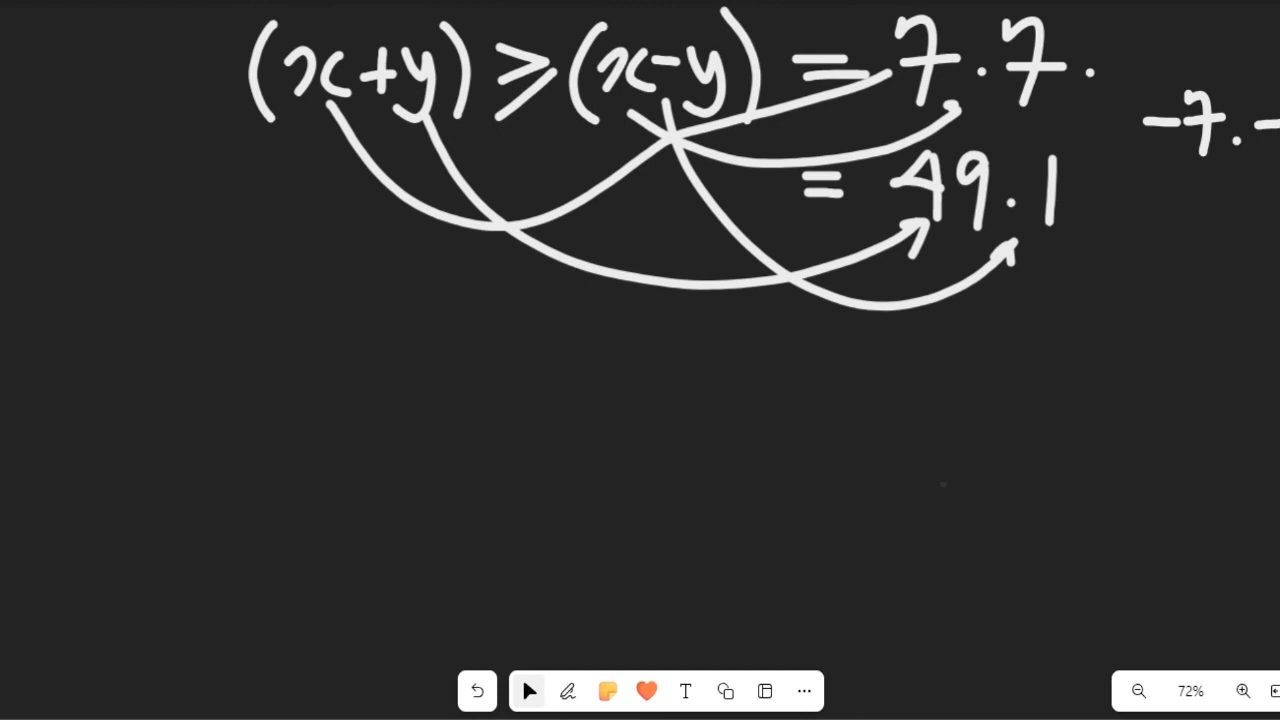 (x+y) ⩾ (x-y) = 7.7.
-7.-
= 49.1
T
72%